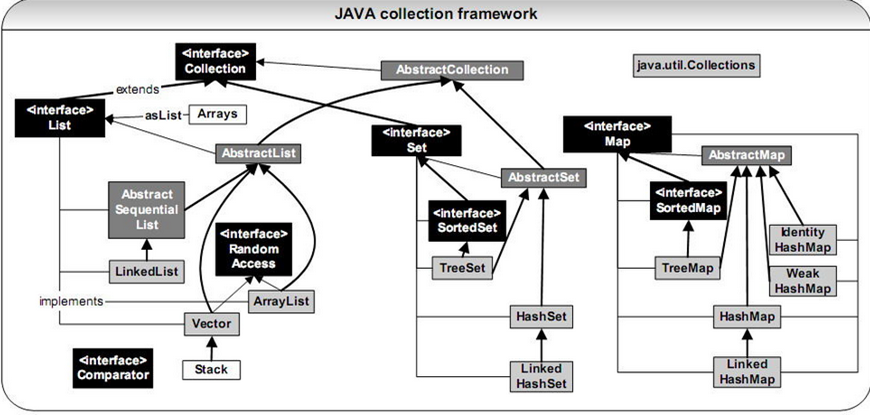 JAVA collection framework
<interface>
Collection
AbstractCollection
java.util.Collections
extends
<interface>
List
asList
Arrays
AbstractList
<interface>
Set
AbstractSet
<interface>
Map
AbstractMap
Abstract
Sequential
List
<interface>
Random
Access
<interface>
SortedSet
<interface>
SortedMap
Identity
HashMap
LinkedList
TreeSet
TreeMap
Weak
HashMap
implements
ArrayList
Vector
HashSet
HashMap
<interface>
Comparator
Stack
Linked
HashSet
Linked
HashMap